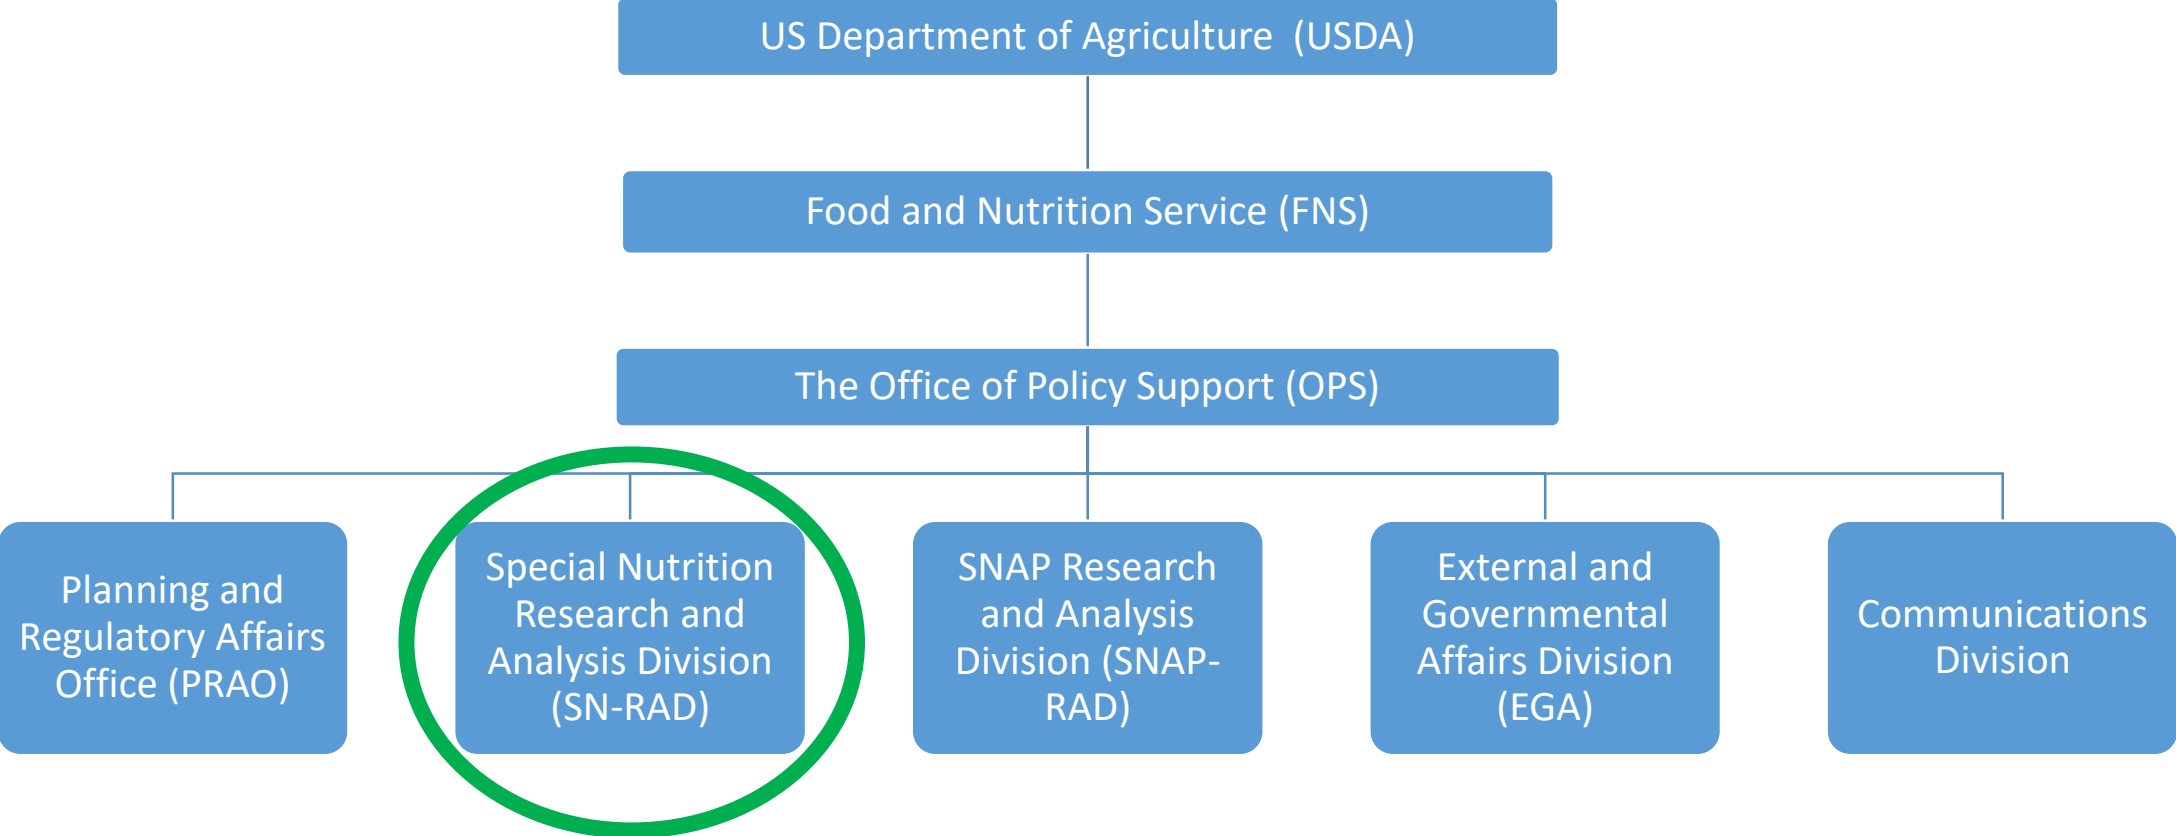 US Department of Agriculture  (USDA)
Food and Nutrition Service (FNS)
The Office of Policy Support (OPS)
Planning and
Regulatory Affairs
Office (PRAO)
Special Nutrition
Research and
Analysis Division
(SN-RAD)
SNAP Research
and Analysis
Division (SNAP-
RAD)
External and
Governmental
Affairs Division
(EGA)
Communications
Division